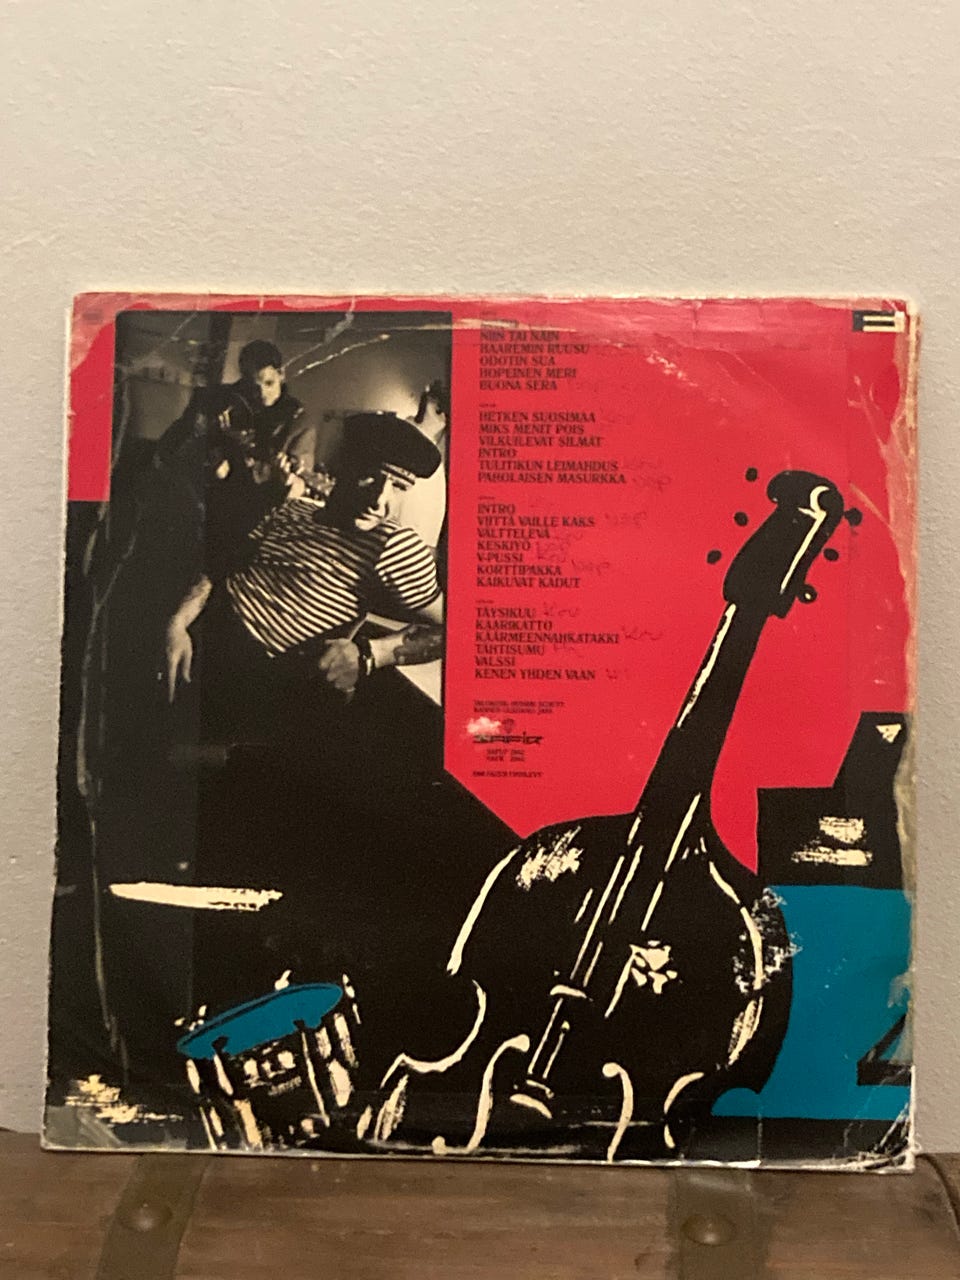 NIIN TAI NÄIN
HAAREMIN RUUSU
ODOTIN SUA
HOPEINEN MERI
BUONA SERA
HETKEN SUOSIMAA
MIKS MENIT POIS
VILKUILEVAT SILMÄT
INTRO
TULITIKUN LEIMAHDUS
PAHOLAISEN MASURKKA
INTRO
VIITTÄ VAILLE KAKS
VÄLTTELEVÄ
KESKIYÖ
V-PUSSI
KORTTIPAKKA
KAIKUVAT KADUT
TÄYSIKUU
KAARIKATTO
KÄÄRMEENNAHKATAKKI
TÄHTISUMU
VALSSI
KENEN YHDEN VAAN
SAFIR